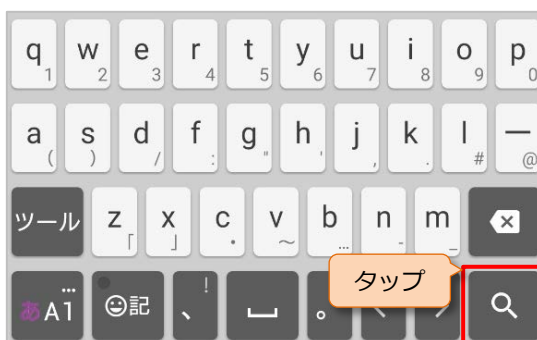 q 1 w 2 e 3 r 4 t 5 y 6 u 7 i 8 o 9 p 0
a ( s ) d / f : g " h ' j , k . l # ー @
ツール z 「 x 」 c ・ v ～ b … n - m _
タップ
あA1 … 記 、 ! 。